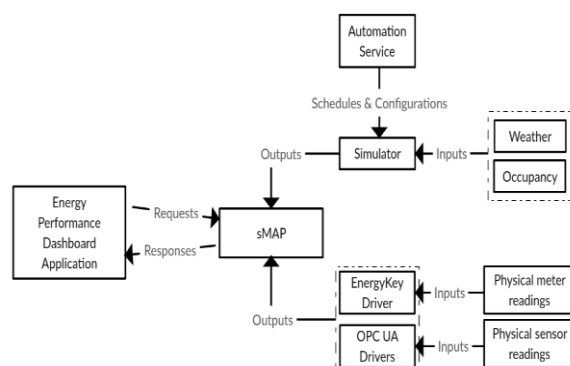 Automation
Service
Schedules & Configurations
Weather
Outputs
Simulator
Inputs
Occupancy
Energy
Performance
Dashboard
Application
Requests
Responses
sMAP
EnergyKey
Driver
Inputs
Physical meter
readings
Outputs
OPC UA
Drivers
Inputs
Physical sensor
readings